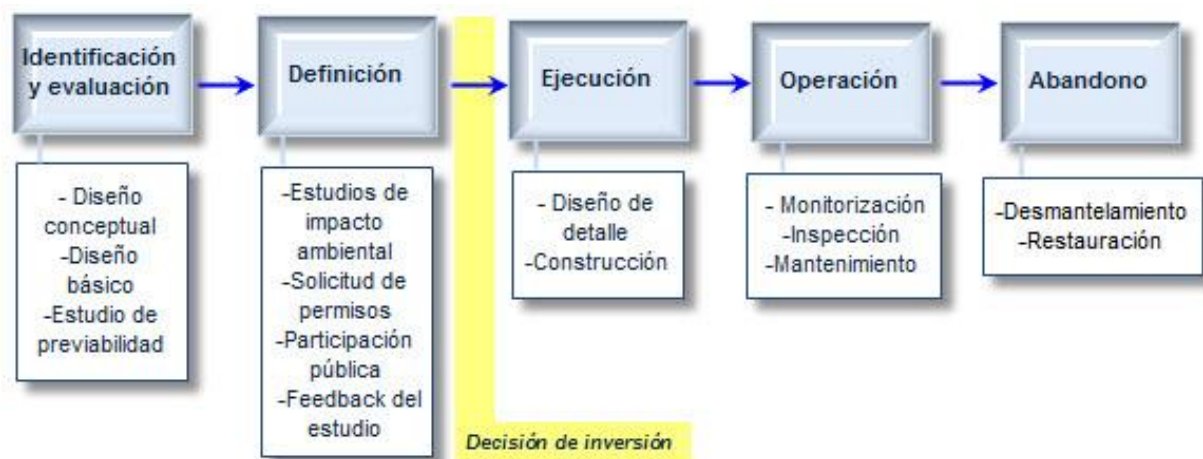 Identificación
y evaluación
Definición
Ejecución
Operación
Abandono
- Diseño
conceptual
-Diseño
básico
-Estudio de
previabilidad
-Estudios de
impacto
ambiental
-Solicitud de
permisos
-Participación
pública
-Feedback del
estudio
- Diseño de
detalle
-Construcción
- Monitorización
-Inspección
-Mantenimiento
-Desmantelamiento
-Restauración
Decisión de inversión